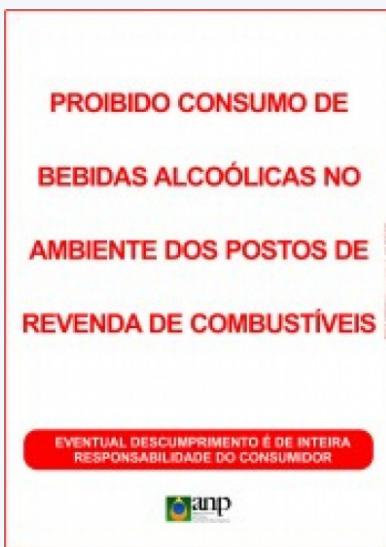 PROIBIDO CONSUMO DE
BEBIDAS ALCOÓLICAS NO
AMBIENTE DOS POSTOS DE
REVENDA DE COMBUSTÍVEIS
EVENTUAL DESCUMPRIMENTO É DE INTEIRA
RESPONSABILIDADE DO CONSUMIDOR
anp